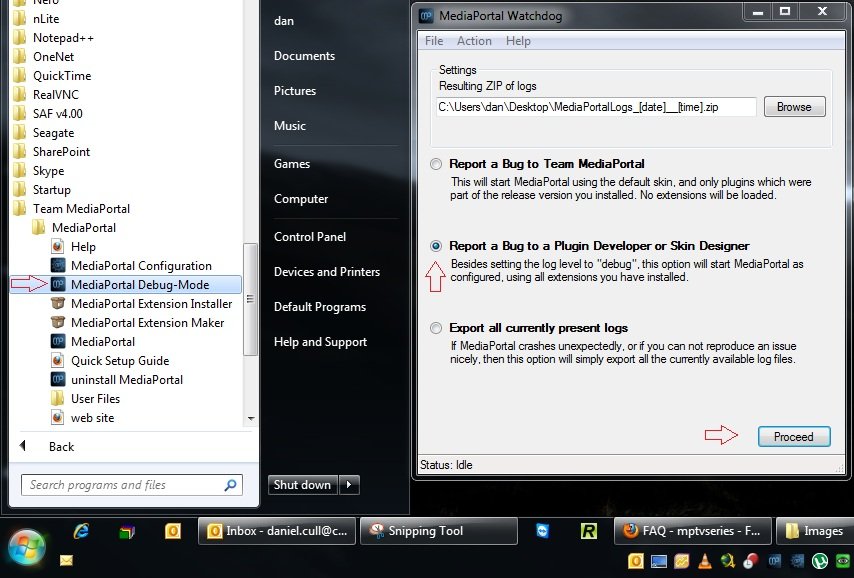 Nero
nLite
Notepad++
OneNet
QuickTime
RealVNC
SAF v4.00
Seagate
SharePoint
Skype
Startup
Team MediaPortal
MediaPortal
Help
MediaPortal Configuration
MediaPortal Debug-Mode
MediaPortal Extension Installer
MediaPortal Extension Maker
MediaPortal
Quick Setup Guide
uninstall MediaPortal
User Files
web site
Back
Search programs and files
dan
Documents
Pictures
Music
Games
Computer
Control Panel
Devices and Printers
Default Programs
Help and Support
Shut down
MediaPortal Watchdog
File Action Help
Settings
Resulting ZIP of logs
C:\Users\dan\Desktop\MediaPortalLogs_[date]__[time].zip
Browse
Report a Bug to Team MediaPortal
This will start MediaPortal using the default skin, and only plugins which were
part of the release version you installed. No extensions will be loaded.
Report a Bug to a Plugin Developer or Skin Designer
Besides setting the log level to "debug", this option will start MediaPortal as
configured, using all extensions you have installed.
Export all currently present logs
If MediaPortal crashes unexpectedly, or if you can not reproduce an issue
nicely, then this option will simply export all the currently available log files.
Proceed
Status: Idle
Inbox - daniel.cull@c...
Snipping Tool
FAQ - mptvseries - F...
Images